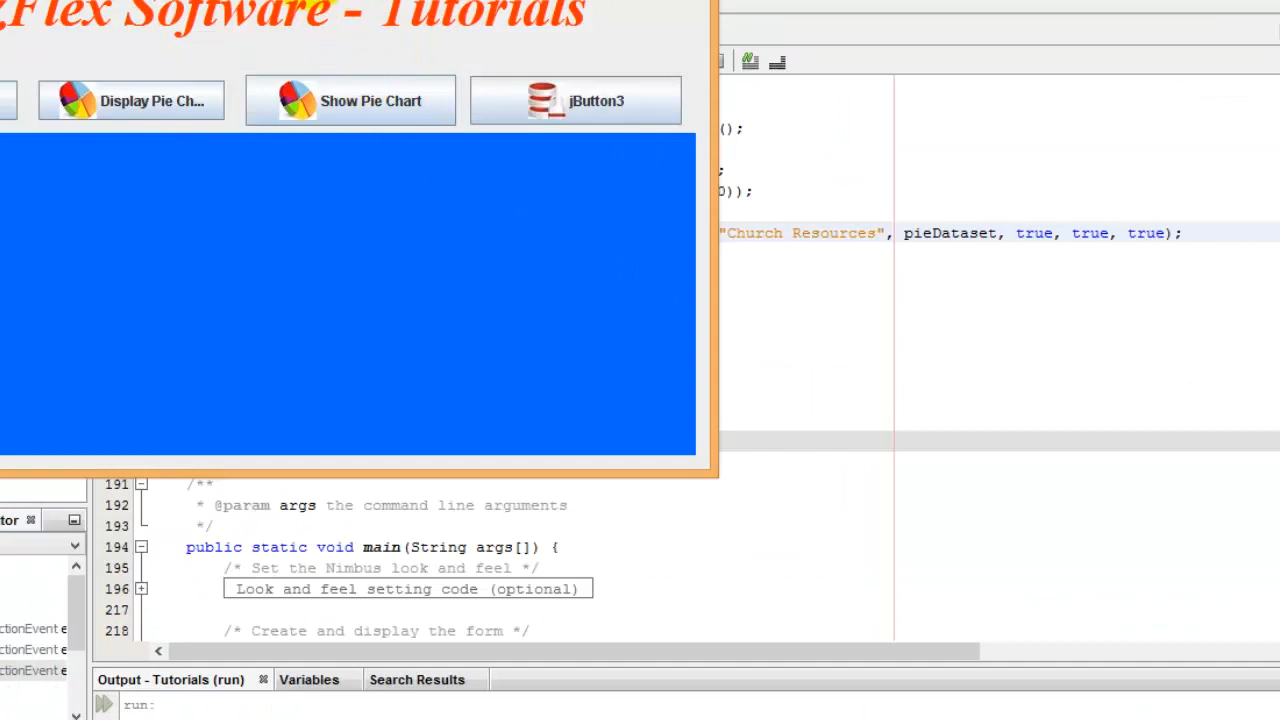 Flex Software - Tutorials
Display Pie Ch...
Show Pie Chart
jButton3
();
;
0));
"Church Resources", pieDataset, true, true, true);
191 /**
192 * @param args the command line arguments
193 */
194 public static void main(String args[]) {
195 /* Set the Nimbus look and feel */
196 Look and feel setting code (optional)
217
218 /* Create and display the form */
tor
ctionEvent e
ctionEvent e
ctionEvent e
Output - Tutorials (run) Variables Search Results
run: